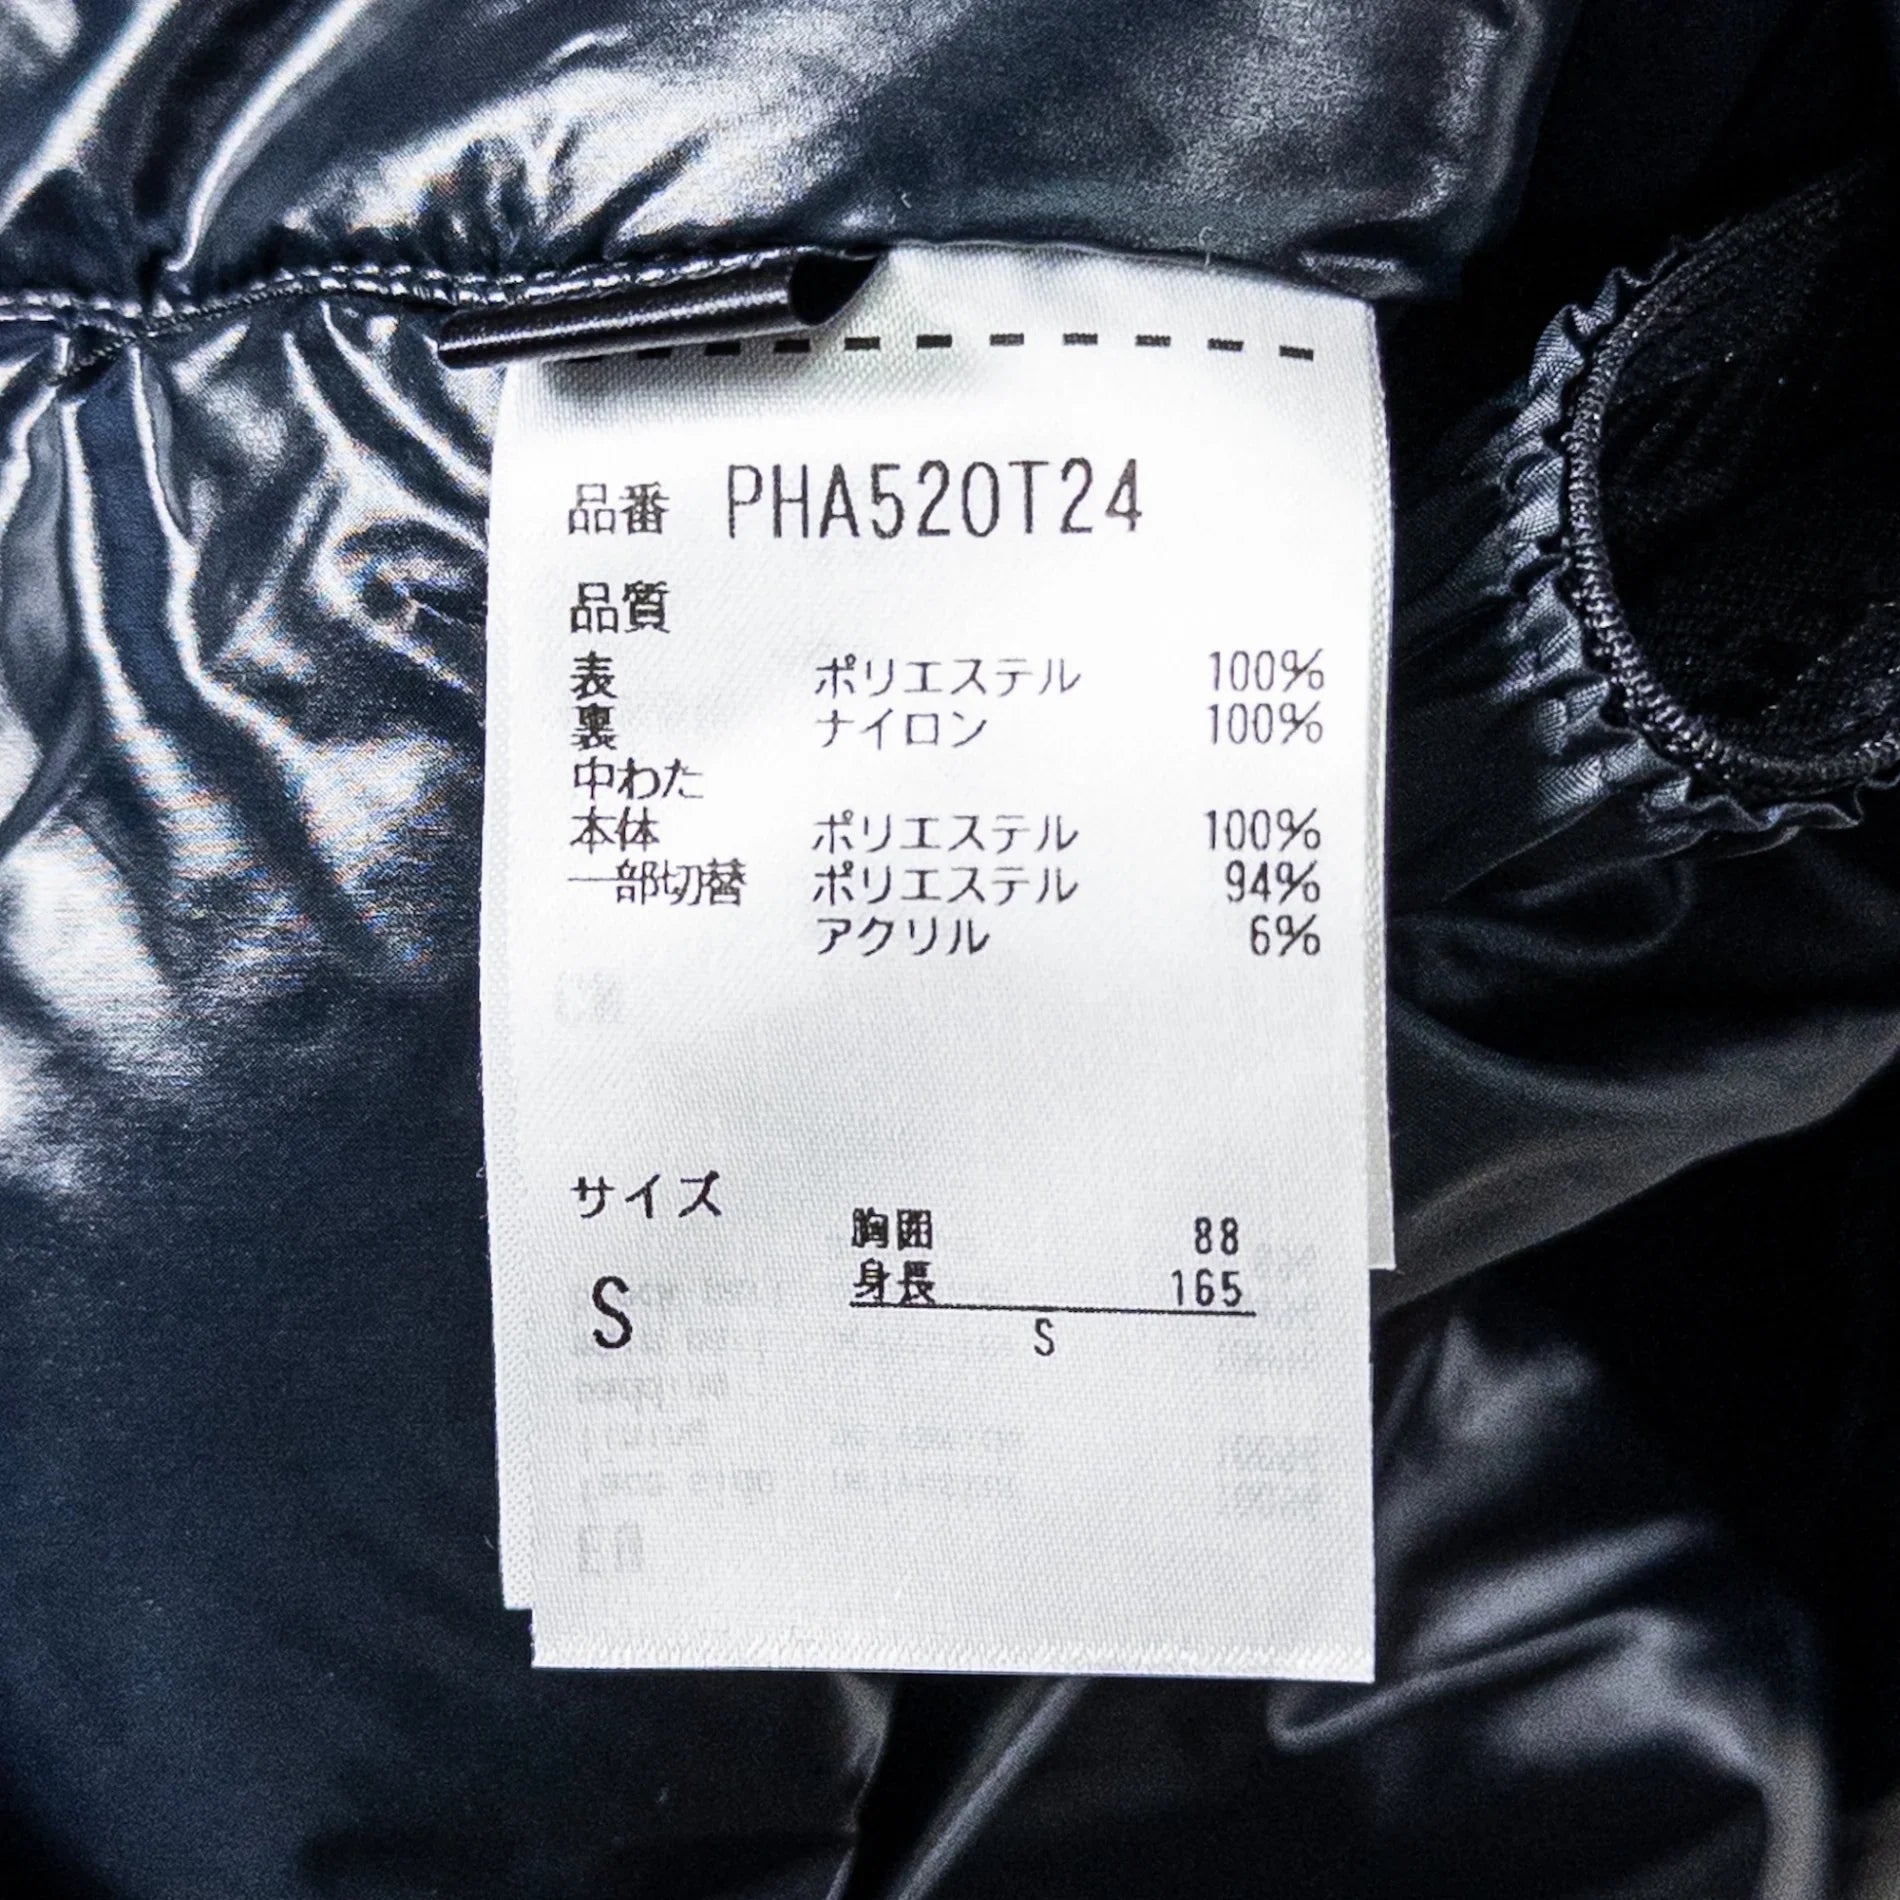 品番 PHA520T24
品質
表 ポリエステル 100%
裏 ナイロン 100%
中わた
本体 ポリエステル 100%
一部切替 ポリエステル 94%
アクリル 6%
サイズ
胸囲 88
身長 165
S
S